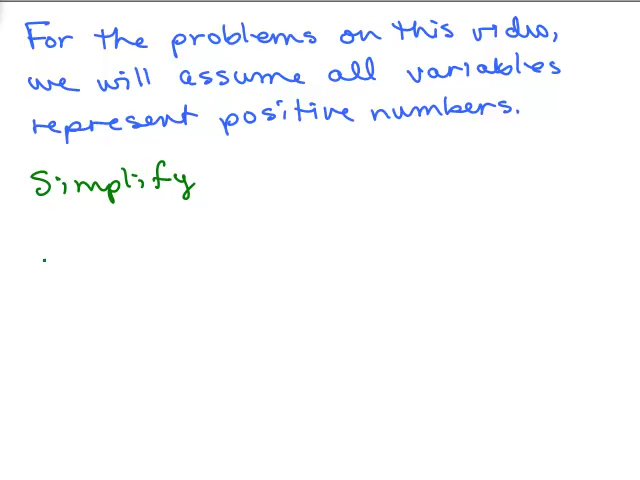 For the problems on this video,
we will assume all variables
represent positive numbers.
Simplify